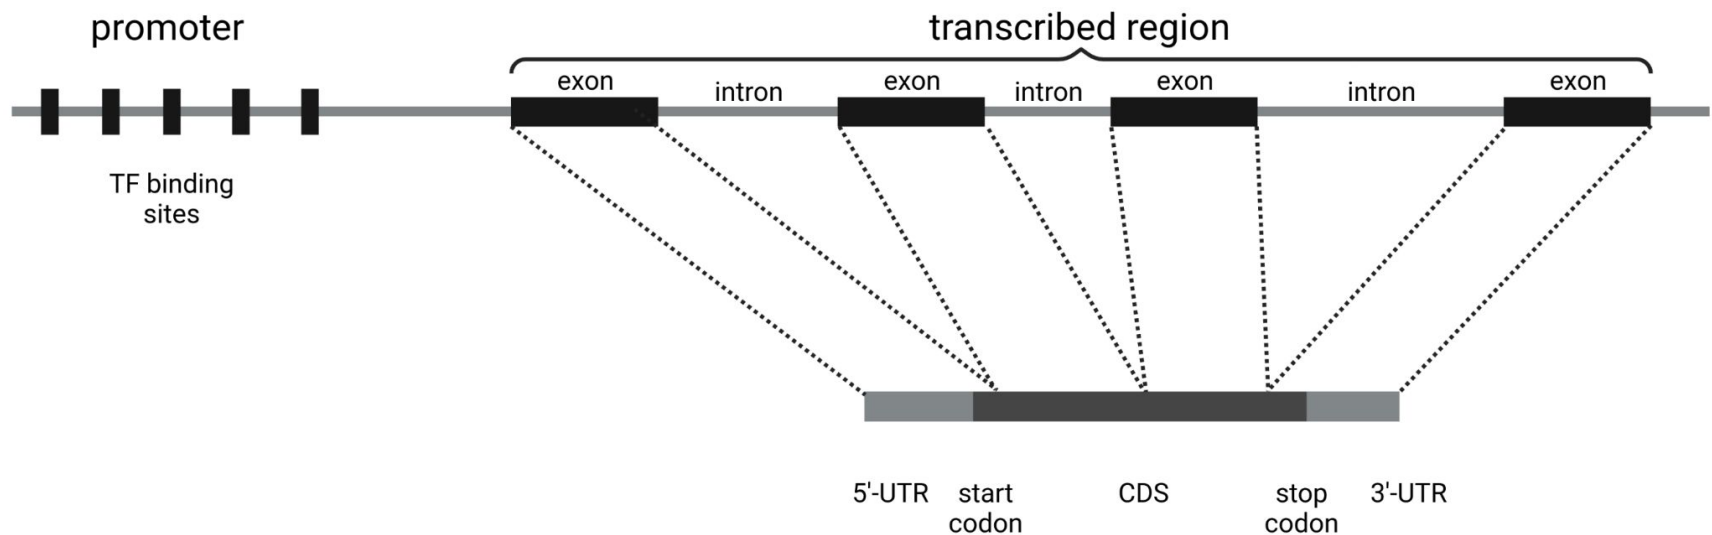 promoter
transcribed region
exon
intron
exon
intron
exon
intron
exon
TF binding
sites
5'-UTR
start
codon
CDS
stop
codon
3'-UTR